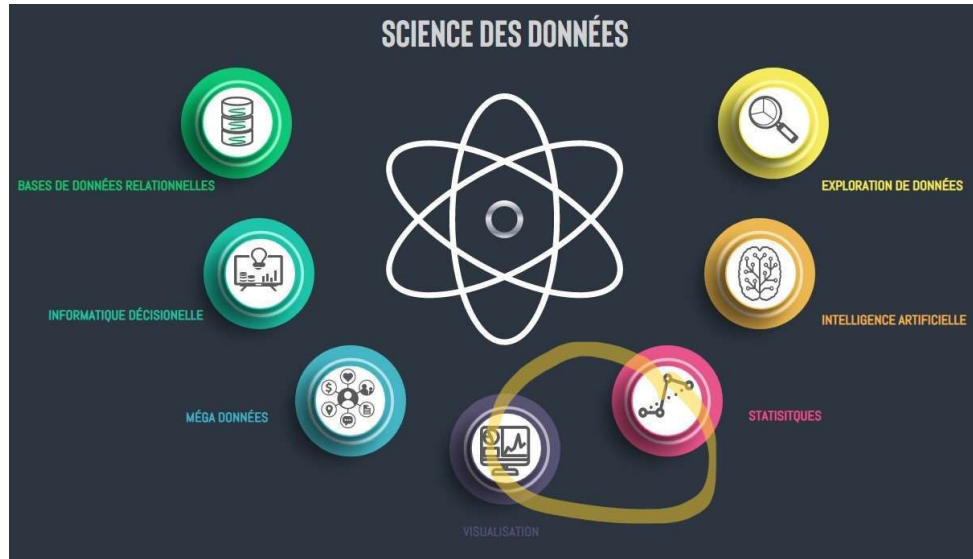 SCIENCE DES DONNÉES
BASES DE DONNÉES RELATIONNELLES
EXPLORATION DE DONNÉES
INFORMATIQUE DÉCISIONELLE
INTELLIGENCE ARTIFICIELLE
MÉGA DONNÉES
STATISITQUES
VISUALISATION